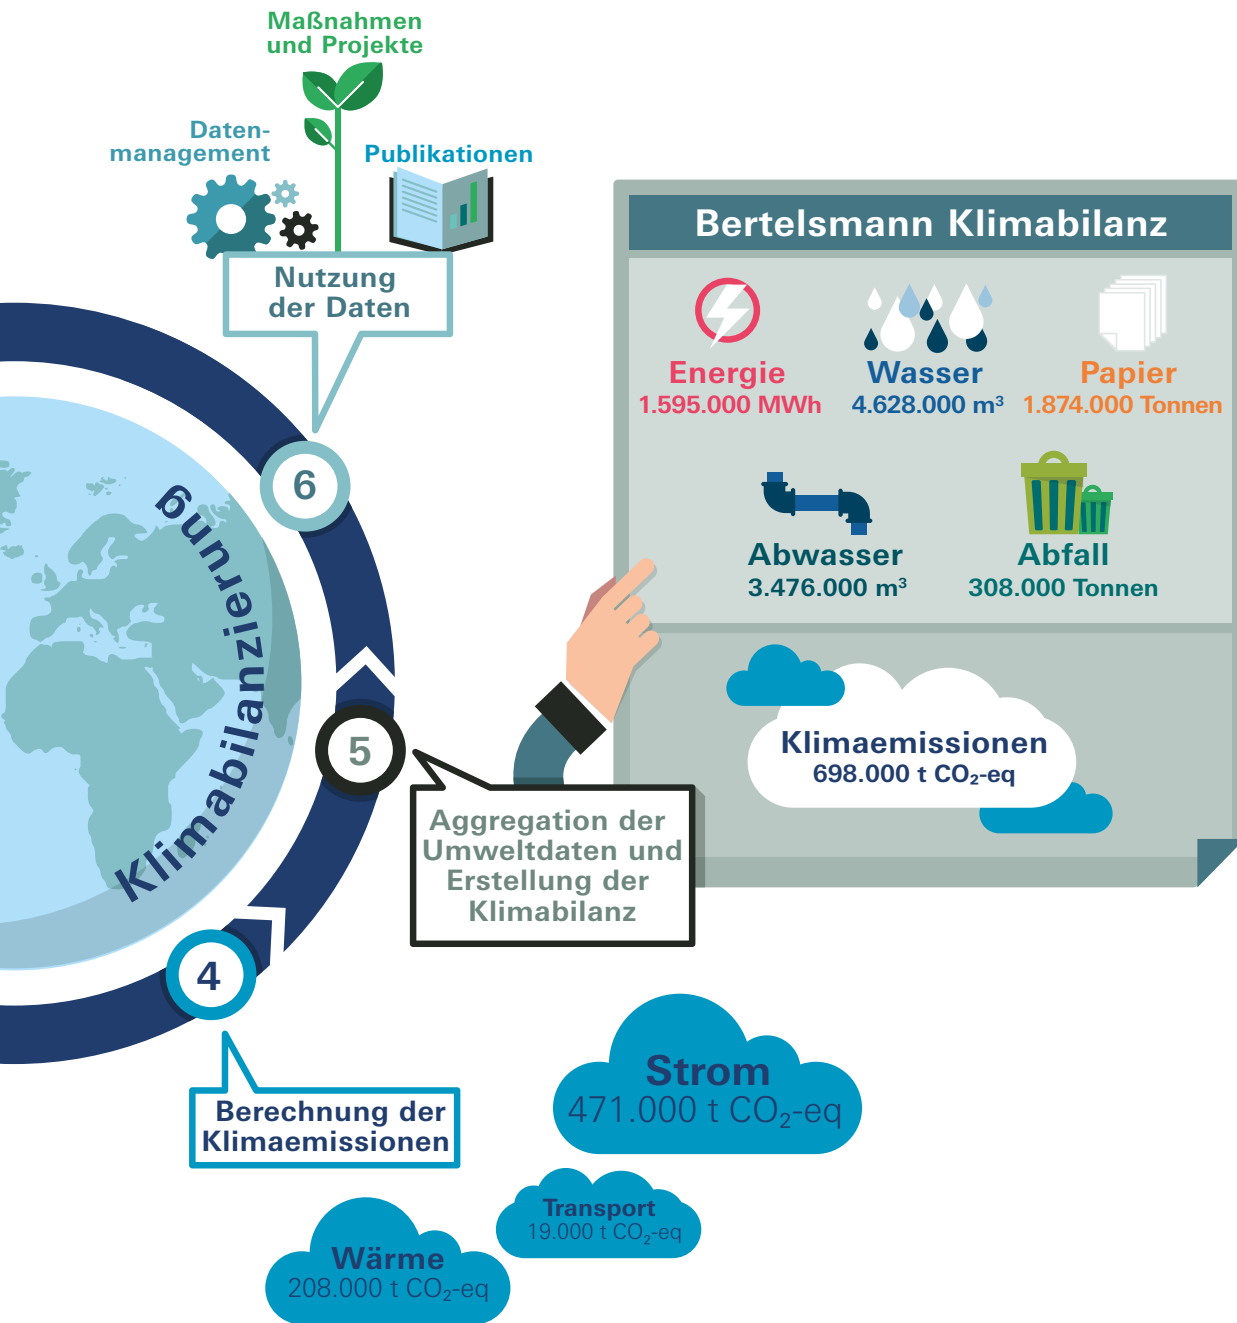 Maßnahmen
und Projekte
Daten-
management
Publikationen
Nutzung
der Daten
6
Klimabilanzierung
5
Aggregation der
Umweltdaten und
Erstellung der
Klimabilanz
4
Berechnung der
Klimaemissionen
Bertelsmann Klimabilanz
Energie
1.595.000 MWh
Wasser
4.628.000 m³
Papier
1.874.000 Tonnen
Abwasser
3.476.000 m³
Abfall
308.000 Tonnen
Klimaemissionen
698.000 t CO₂-eq
Strom
471.000 t CO₂-eq
Transport
19.000 t CO₂-eq
Wärme
208.000 t CO₂-eq